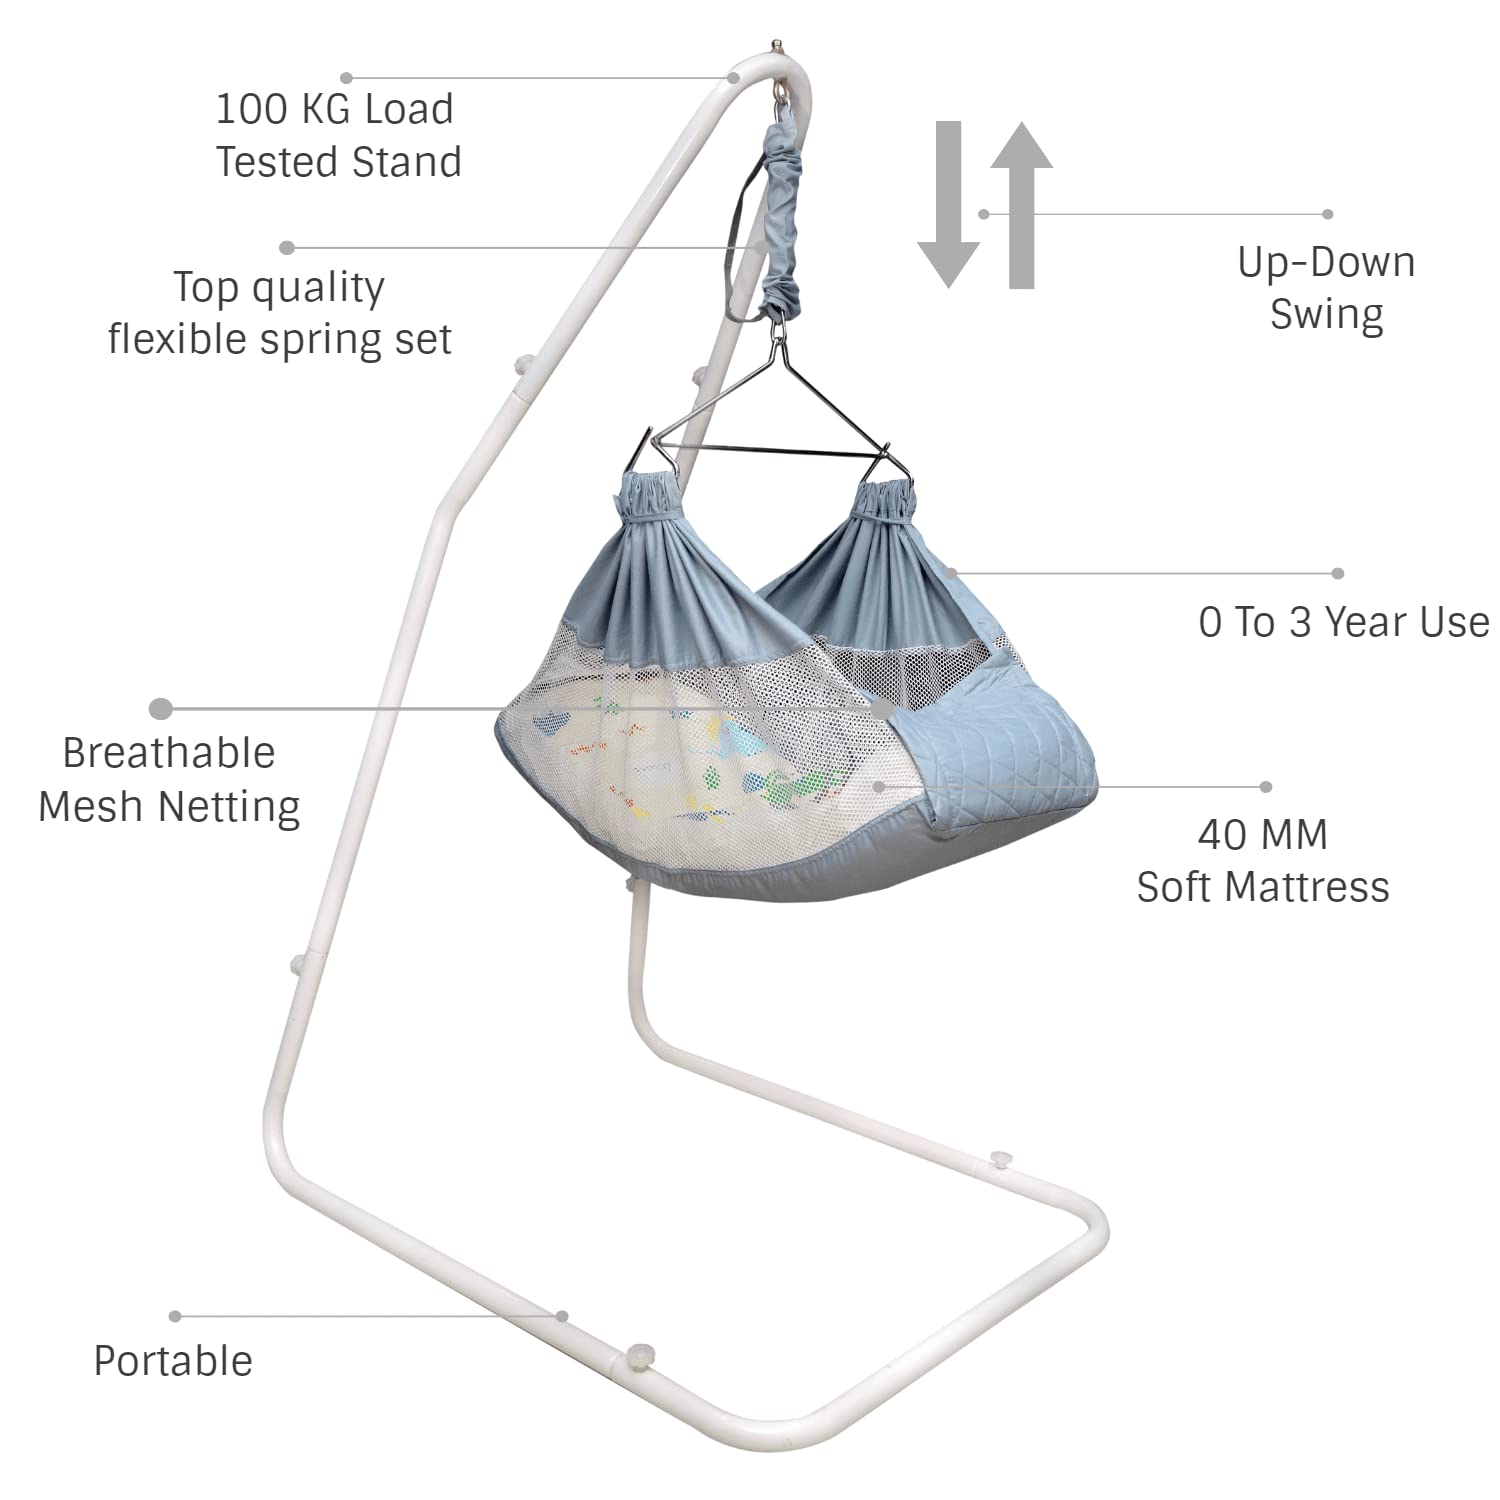 100 KG Load
Tested Stand
Top quality
flexible spring set
Up-Down
Swing
0 To 3 Year Use
Breathable
Mesh Netting
40 MM
Soft Mattress
Portable